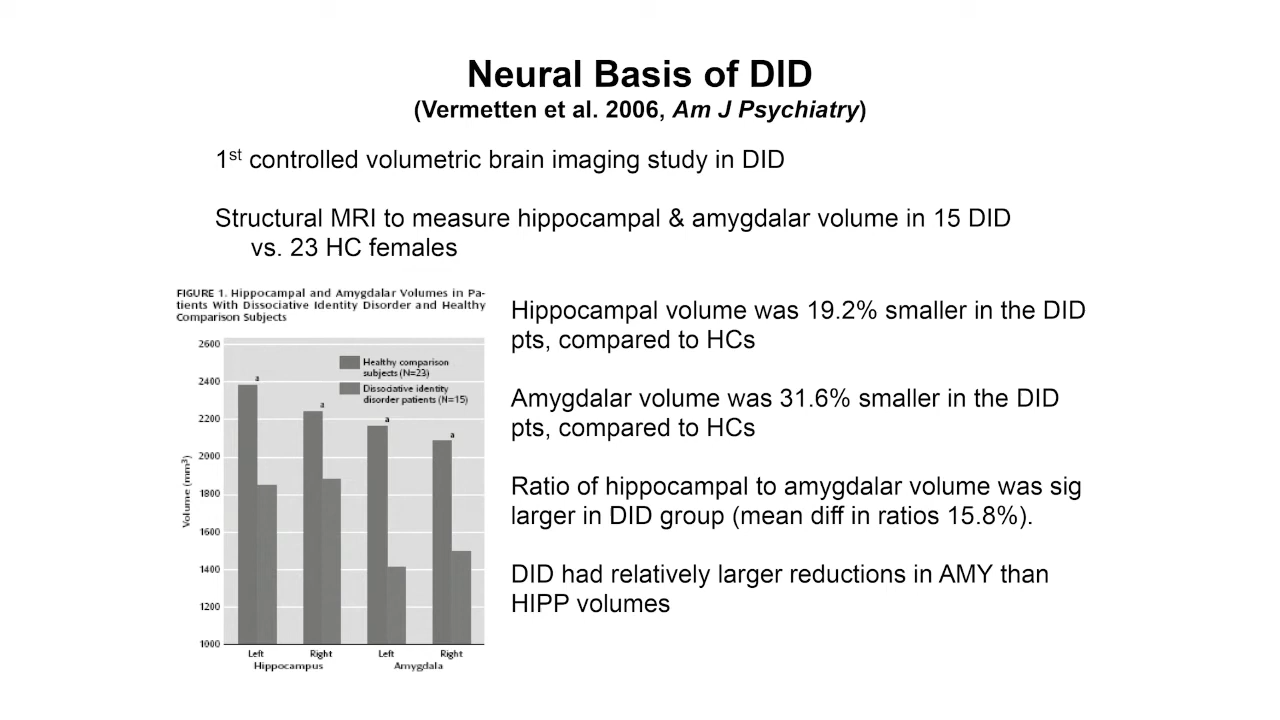 Neural Basis of DID
(Vermetten et al. 2006, Am J Psychiatry)
1st controlled volumetric brain imaging study in DID
Structural MRI to measure hippocampal & amygdalar volume in 15 DID
vs. 23 HC females
FIGURE 1. Hippocampal and Amygdalar Volumes in Pa-
tients With Dissociative Identity Disorder and Healthy
Comparison Subjects
2600
2400
2200
2000
1800
1600
1400
1200
1000
Volume (mm³)
Healthy comparison
subjects (N=23)
Dissociative identity
disorder patients (N=15)
a
a
a
a
Left
Right
Left
Right
Hippocampus
Amygdala
Hippocampal volume was 19.2% smaller in the DID
pts, compared to HCs
Amygdalar volume was 31.6% smaller in the DID
pts, compared to HCs
Ratio of hippocampal to amygdalar volume was sig
larger in DID group (mean diff in ratios 15.8%).
DID had relatively larger reductions in AMY than
HIPP volumes